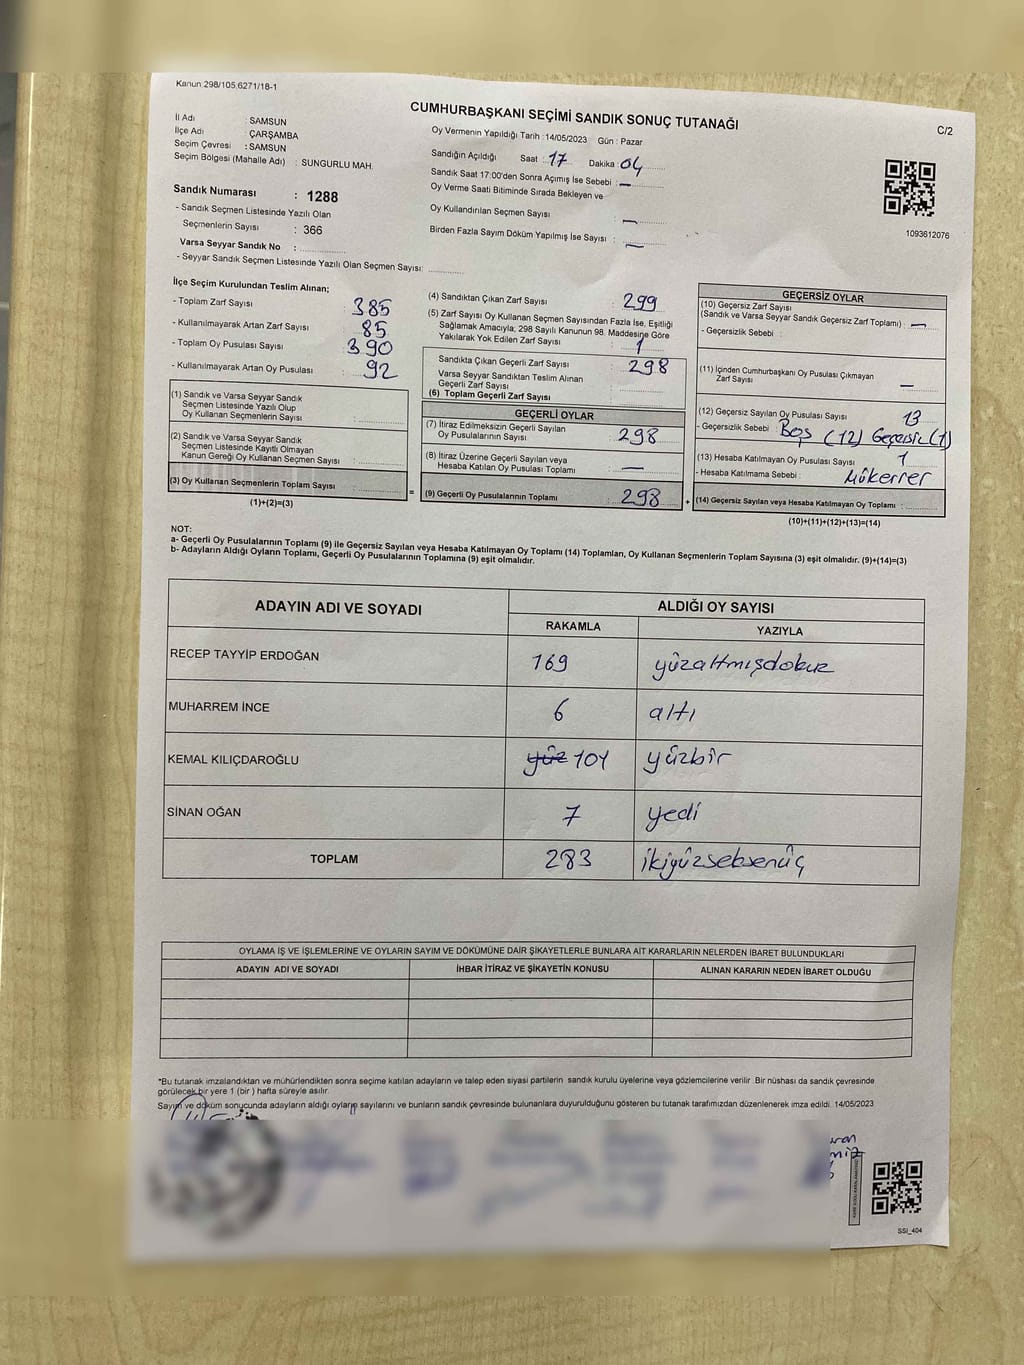 Kanun:298/105,6271/18-1
CUMHURBAŞKANI SEÇİMİ SANDIK SONUÇ TUTANAĞI
C/2
İl Adı : SAMSUN
İlçe Adı : ÇARŞAMBA
Seçim Çevresi : SAMSUN
Seçim Bölgesi (Mahalle Adı) : SUNGURLU MAH.
Oy Vermenin Yapıldığı Tarih :14/05/2023 Gün : Pazar
Sandığın Açıldığı Saat : 17 Dakika : 04
Sandık Saat 17:00'den Sonra Açımış İse Sebebi : —
Oy Verme Saati Bitiminde Sırada Bekleyen ve
Oy Kullandırılan Seçmen Sayısı : —
Birden Fazla Sayım Döküm Yapılmış İse Sayısı : —
1093612076
Sandık Numarası : 1288
- Sandık Seçmen Listesinde Yazılı Olan
Seçmenlerin Sayısı : 366
Varsa Seyyar Sandık No :
- Seyyar Sandık Seçmen Listesinde Yazılı Olan Seçmen Sayısı:
İlçe Seçim Kurulundan Teslim Alınan;
- Toplam Zarf Sayısı : 385
- Kullanılmayarak Artan Zarf Sayısı : 85
- Toplam Oy Pusulası Sayısı : 390
- Kullanılmayarak Artan Oy Pusulası : 92
(1) Sandık ve Varsa Seyyar Sandık
Seçmen Listesinde Yazılı Olup
Oy Kullanan Seçmenlerin Sayısı :
(2) Sandık ve Varsa Seyyar Sandık
Seçmen Listesinde Kayıtlı Olmayan
Kanun Gereği Oy Kullanan Seçmen Sayısı :
(3) Oy Kullanan Seçmenlerin Toplam Sayısı :
(1)+(2)=(3)
(4) Sandıktan Çıkan Zarf Sayısı : 299
(5) Zarf Sayısı Oy Kullanan Seçmen Sayısından Fazla İse, Eşitliği
Sağlamak Amacıyla; 298 Sayılı Kanunun 98. Maddesine Göre
Yakılarak Yok Edilen Zarf Sayısı : 1
Sandıkta Çıkan Geçerli Zarf Sayısı : 298
Varsa Seyyar Sandıktan Teslim Alınan
Geçerli Zarf Sayısı :
(6) Toplam Geçerli Zarf Sayısı :
GEÇERLİ OYLAR
(7) İtiraz Edilmeksizin Geçerli Sayılan
Oy Pusulalarının Sayısı : 298
(8) İtiraz Üzerine Geçerli Sayılan veya
Hesaba Katılan Oy Pusulası Toplamı : —
= (9) Geçerli Oy Pusulalarının Toplamı : 298 +
GEÇERSİZ OYLAR
(10) Geçersiz Zarf Sayısı
(Sandık ve Varsa Seyyar Sandık Geçersiz Zarf Toplamı) : —
- Geçersizlik Sebebi :
(11) İçinden Cumhurbaşkanı Oy Pusulası Çıkmayan
Zarf Sayısı : —
(12) Geçersiz Sayılan Oy Pusulası Sayısı : 13
- Geçersizlik Sebebi : Boş (12) Geçersiz (1)
(13) Hesaba Katılmayan Oy Pusulası Sayısı : 1
- Hesaba Katılmama Sebebi : Mükerrer
(14) Geçersiz Sayılan veya Hesaba Katılmayan Oy Toplamı :
(10)+(11)+(12)+(13)=(14)
NOT:
a- Geçerli Oy Pusulalarının Toplamı (9) ile Geçersiz Sayılan veya Hesaba Katılmayan Oy Toplamı (14) Toplamları, Oy Kullanan Seçmenlerin Toplam Sayısına (3) eşit olmalıdır. (9)+(14)=(3)
b- Adayların Aldığı Oyların Toplamı, Geçerli Oy Pusulalarının Toplamına (9) eşit olmalıdır.
ADAYIN ADI VE SOYADI ALDIĞI OY SAYISI
RAKAMLA YAZIYLA
RECEP TAYYİP ERDOĞAN 169 yüzaltmışdokuz
MUHARREM İNCE 6 altı
KEMAL KILIÇDAROĞLU yüz 101 yüzbir
SİNAN OĞAN 7 yedi
TOPLAM 283 ikiyüzseksenüç
OYLAMA İŞ VE İŞLEMLERİNE VE OYLARIN SAYIM VE DÖKÜMÜNE DAİR ŞİKAYETLERLE BUNLARA AİT KARARLARIN NELERDEN İBARET BULUNDUKLARI
ADAYIN ADI VE SOYADI İHBAR İTİRAZ VE ŞİKAYETİN KONUSU ALINAN KARARIN NEDEN İBARET OLDUĞU
*Bu tutanak imzalandıktan ve mühürlendikten sonra seçime katılan adayların ve talep eden siyasi partilerin sandık kurulu üyelerine veya gözlemcilerine verilir. Bir nüshası da sandık çevresinde
görülecek bir yere 1 (bir ) hafta süreyle asılır.
Sayım ve döküm sonucunda adayların aldığı oyların sayılarını ve bunların sandık çevresinde bulunanlara duyurulduğunu gösteren bu tutanak tarafımızdan düzenlenerek imza edildi. 14/05/2023
SSI_404